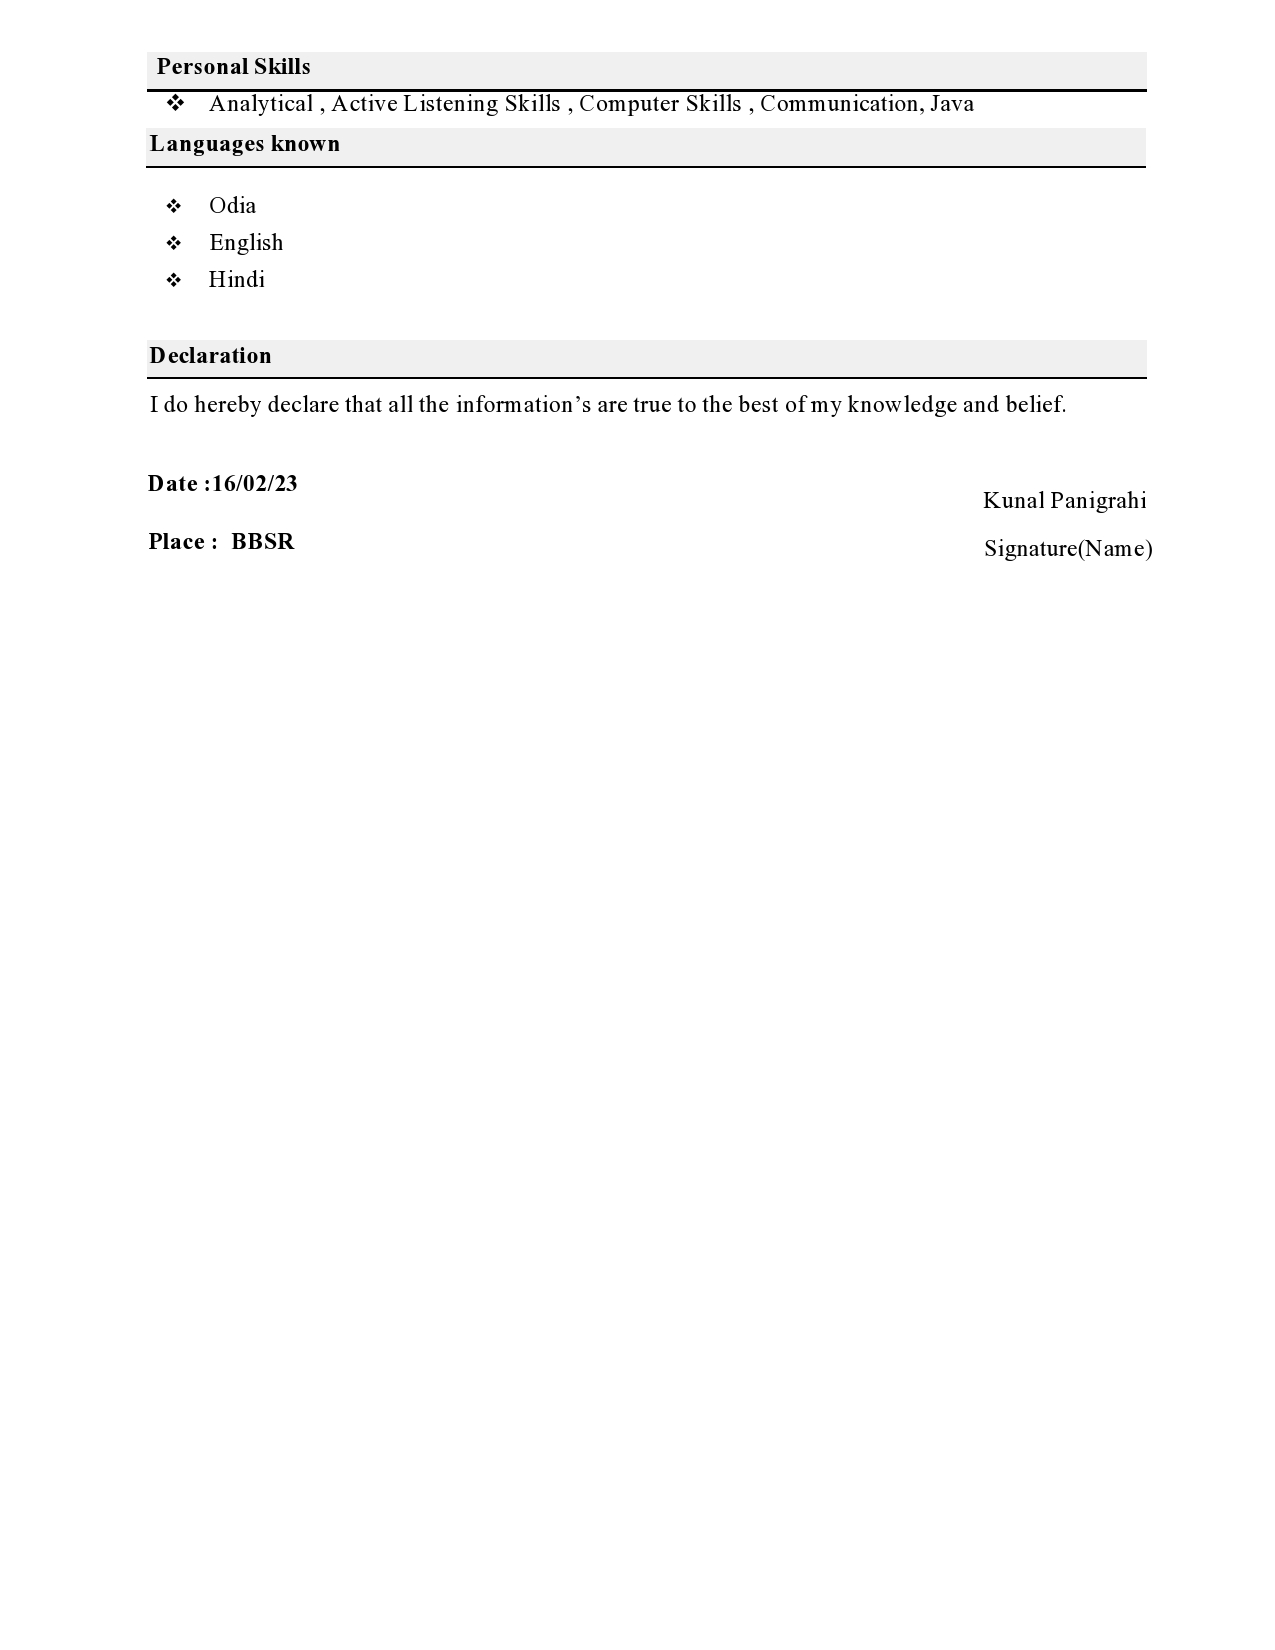 Personal Skills
❖ Analytical , Active Listening Skills , Computer Skills , Communication, Java
Languages known
❖ Odia
❖ English
❖ Hindi
Declaration
I do hereby declare that all the information’s are true to the best of my knowledge and belief.
Date :16/02/23
Kunal Panigrahi
Place : BBSR
Signature(Name)